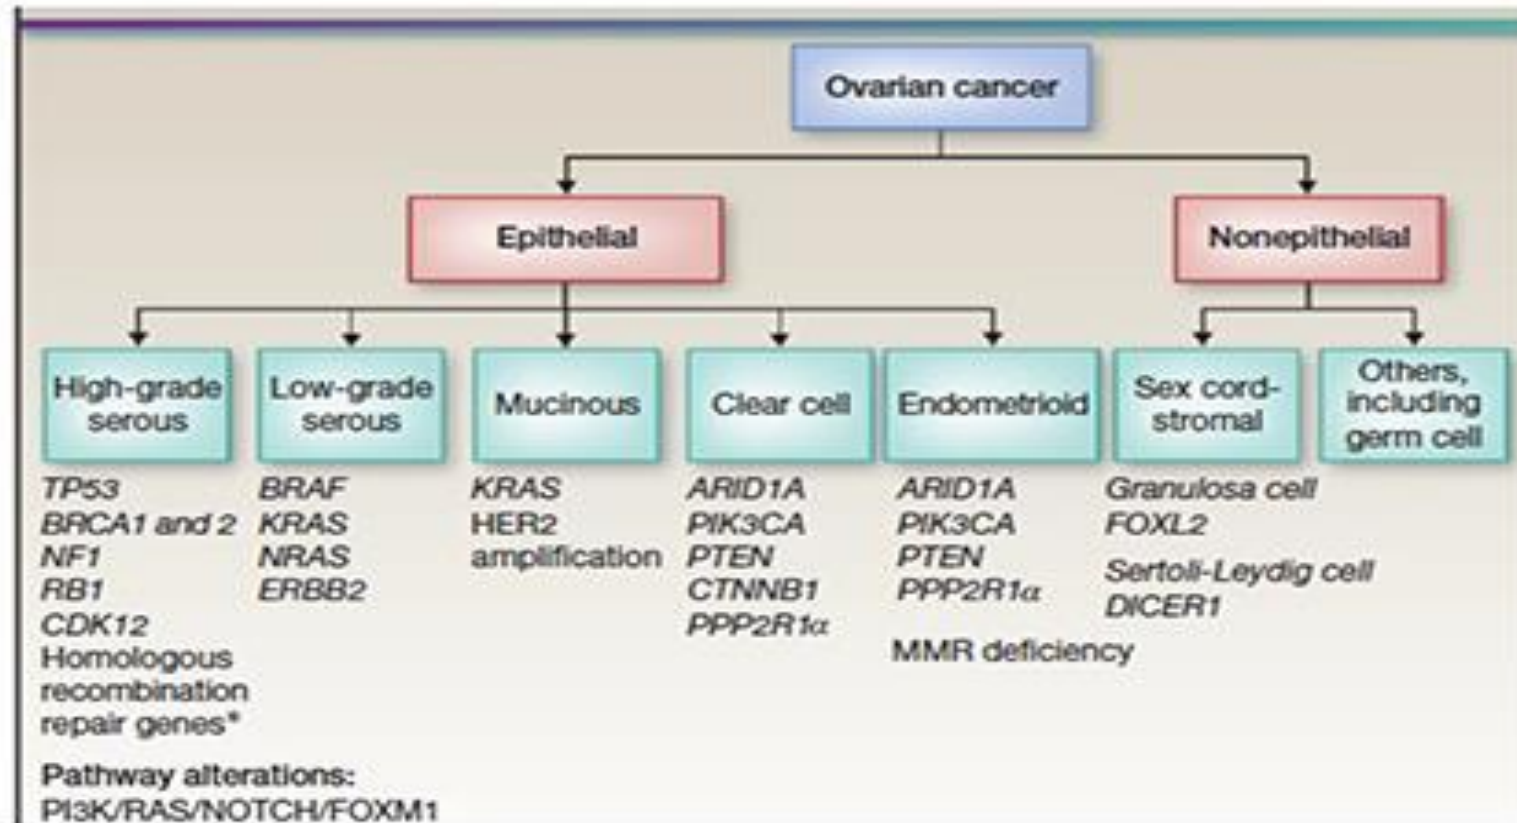 Ovarian cancer
Epithelial
Nonepithelial
High-grade
serous
Low-grade
serous
Mucinous
Clear cell
Endometrioid
Sex cord-
stromal
Others,
including
germ cell
TP53
BRCA1 and 2
NF1
RB1
CDK12
Homologous
recombination
repair genes*
BRAF
KRAS
NRAS
ERBB2
KRAS
HER2
amplification
ARID1A
PIK3CA
PTEN
CTNNB1
PPP2R1α
ARID1A
PIK3CA
PTEN
PPP2R1α
MMR deficiency
Granulosa cell
FOXL2
Sertoli-Leydig cell
DICER1
Pathway alterations:
PI3K/RAS/NOTCH/FOXM1